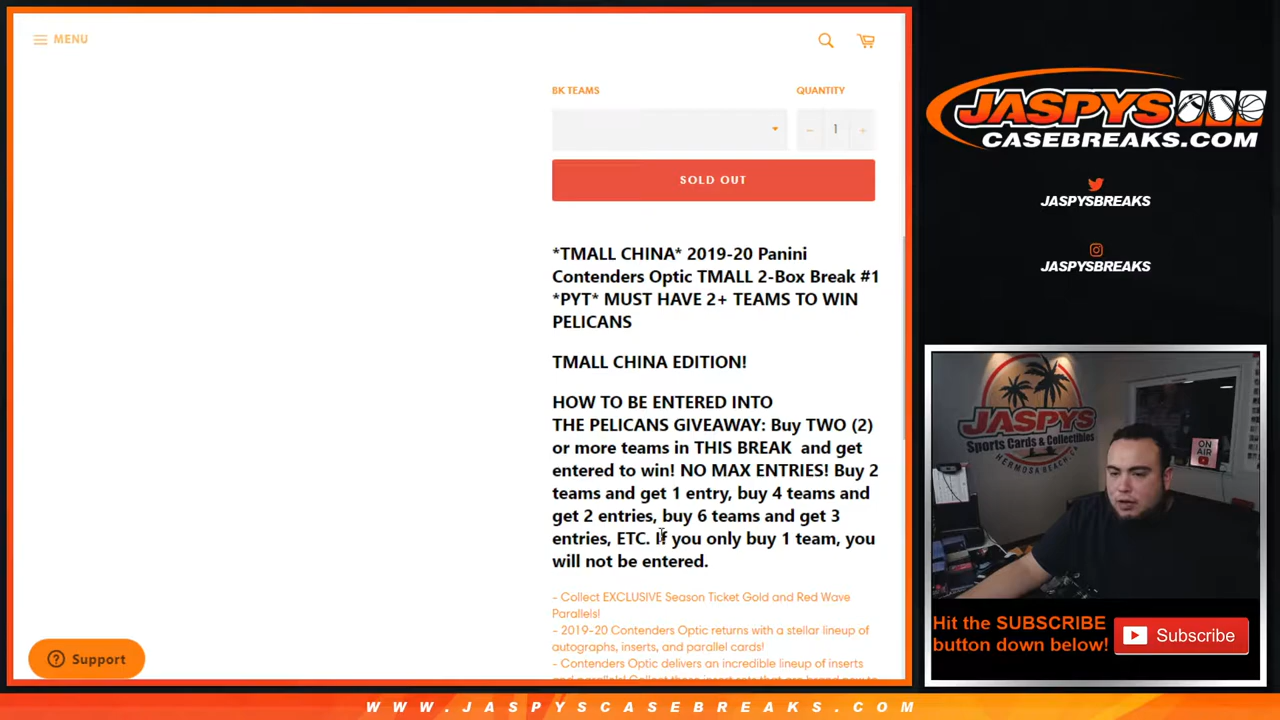 MENU
BK TEAMS
QUANTITY
1
SOLD OUT
*TMALL CHINA* 2019-20 Panini
Contenders Optic TMALL 2-Box Break #1
*PYT* MUST HAVE 2+ TEAMS TO WIN
PELICANS
TMALL CHINA EDITION!
HOW TO BE ENTERED INTO
THE PELICANS GIVEAWAY: Buy TWO (2)
or more teams in THIS BREAK and get
entered to win! NO MAX ENTRIES! Buy 2
teams and get 1 entry, buy 4 teams and
get 2 entries, buy 6 teams and get 3
entries, ETC. If you only buy 1 team, you
will not be entered.
- Collect EXCLUSIVE Season Ticket Gold and Red Wave
Parallels!
- 2019-20 Contenders Optic returns with a stellar lineup of
autographs, inserts, and parallel cards!
- Contenders Optic delivers an incredible lineup of inserts
Support
JASPYS
CASEBREAKS.COM
JASPYSBREAKS
JASPYSBREAKS
JASPYS
Sports Cards & Collectibles
HERMOSA BEACH, CA
ON
AIR
Hit the SUBSCRIBE
button down below!
Subscribe
WWW.JASPYSCASEBREAKS.COM